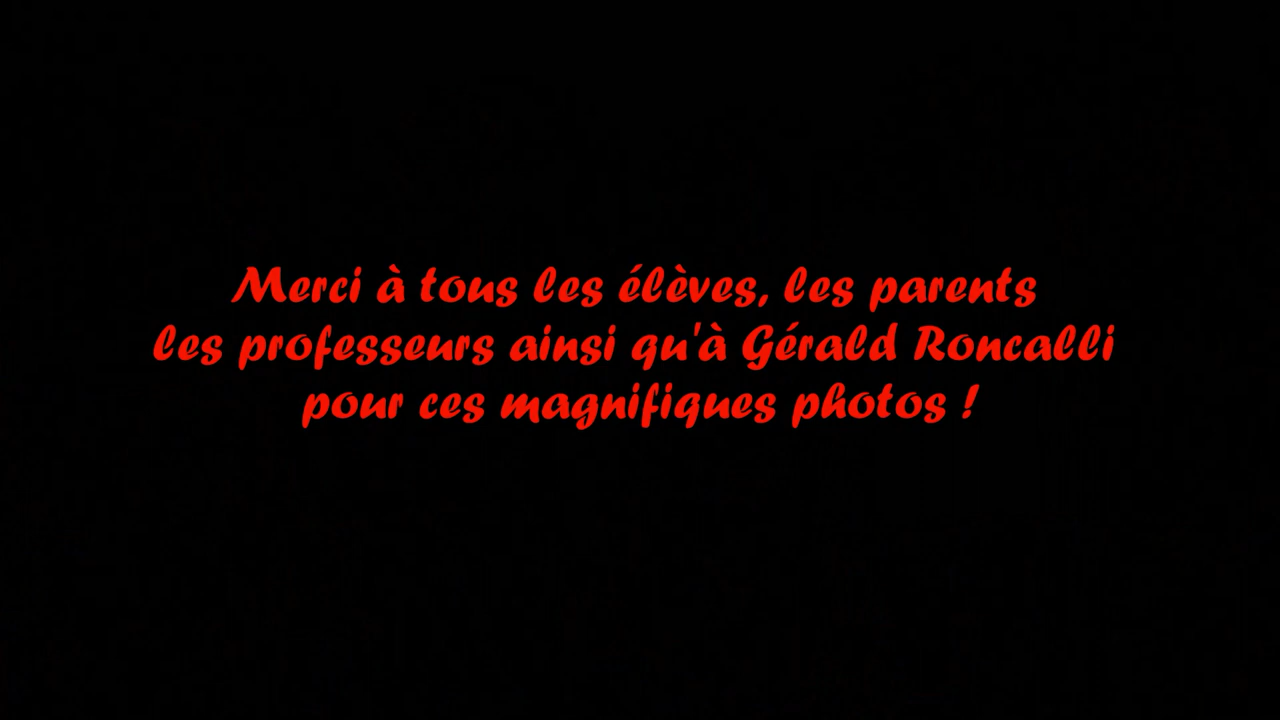 Merci à tous les élèves, les parents
les professeurs ainsi qu'à Gérald Roncalli
pour ces magnifiques photos !